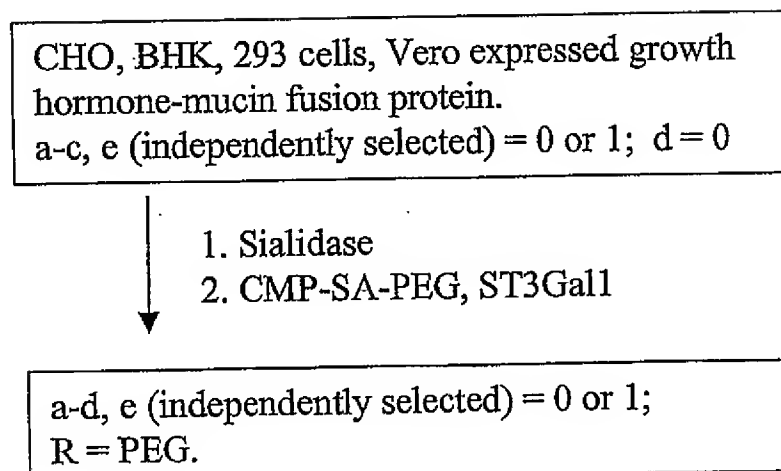 CHO, BHK, 293 cells, Vero expressed growth
hormone-mucin fusion protein.
a-c, e (independently selected) = 0 or 1; d = 0
1. Sialidase
2. CMP-SA-PEG, ST3Gal1
a-d, e (independently selected) = 0 or 1;
R = PEG.